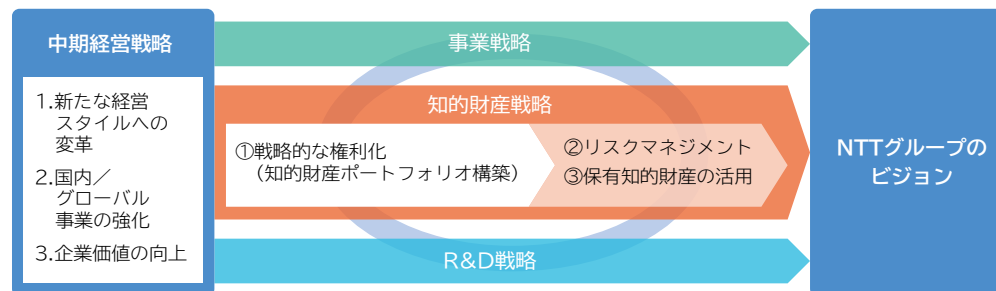 中期経営戦略
1.新たな経営
スタイルへの
変革
2.国内／
グローバル
事業の強化
3.企業価値の向上
事業戦略
知的財産戦略
①戦略的な権利化
（知的財産ポートフォリオ構築）
②リスクマネジメント
③保有知的財産の活用
R&D戦略
NTTグループの
ビジョン